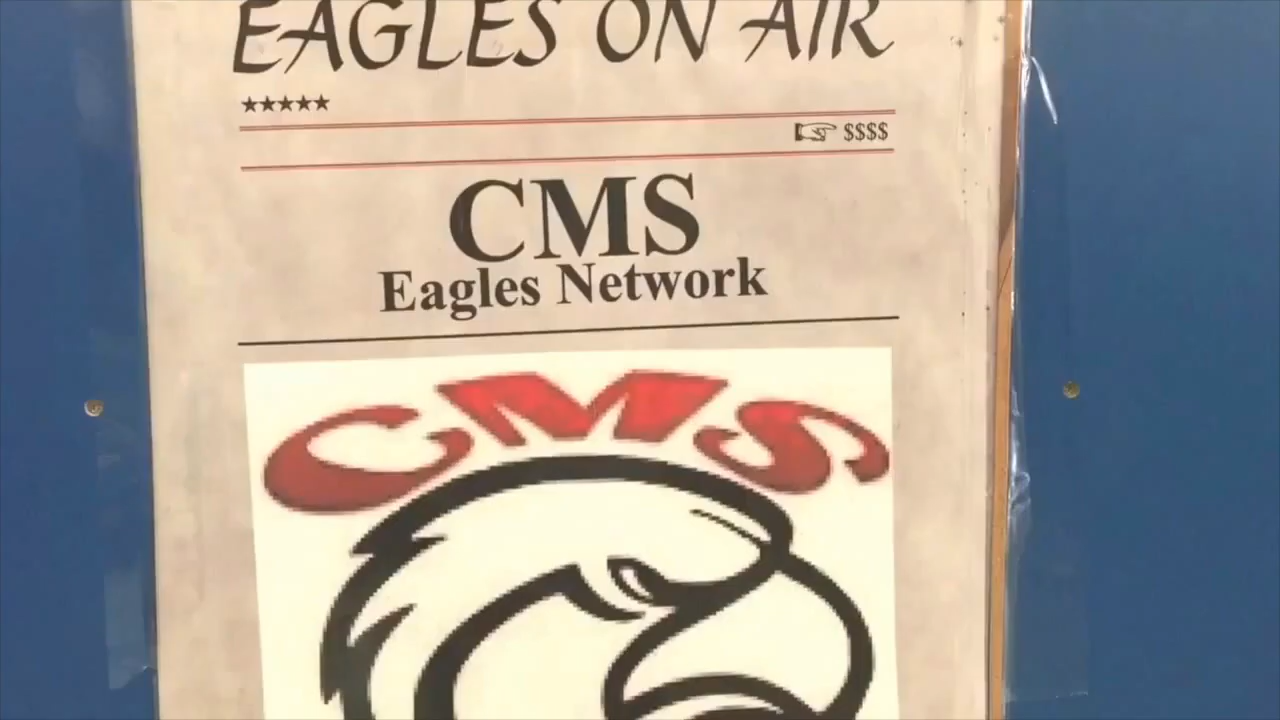 EAGLES ON AIR
★★★★★
☞ $$$$
CMS
Eagles Network
CMS